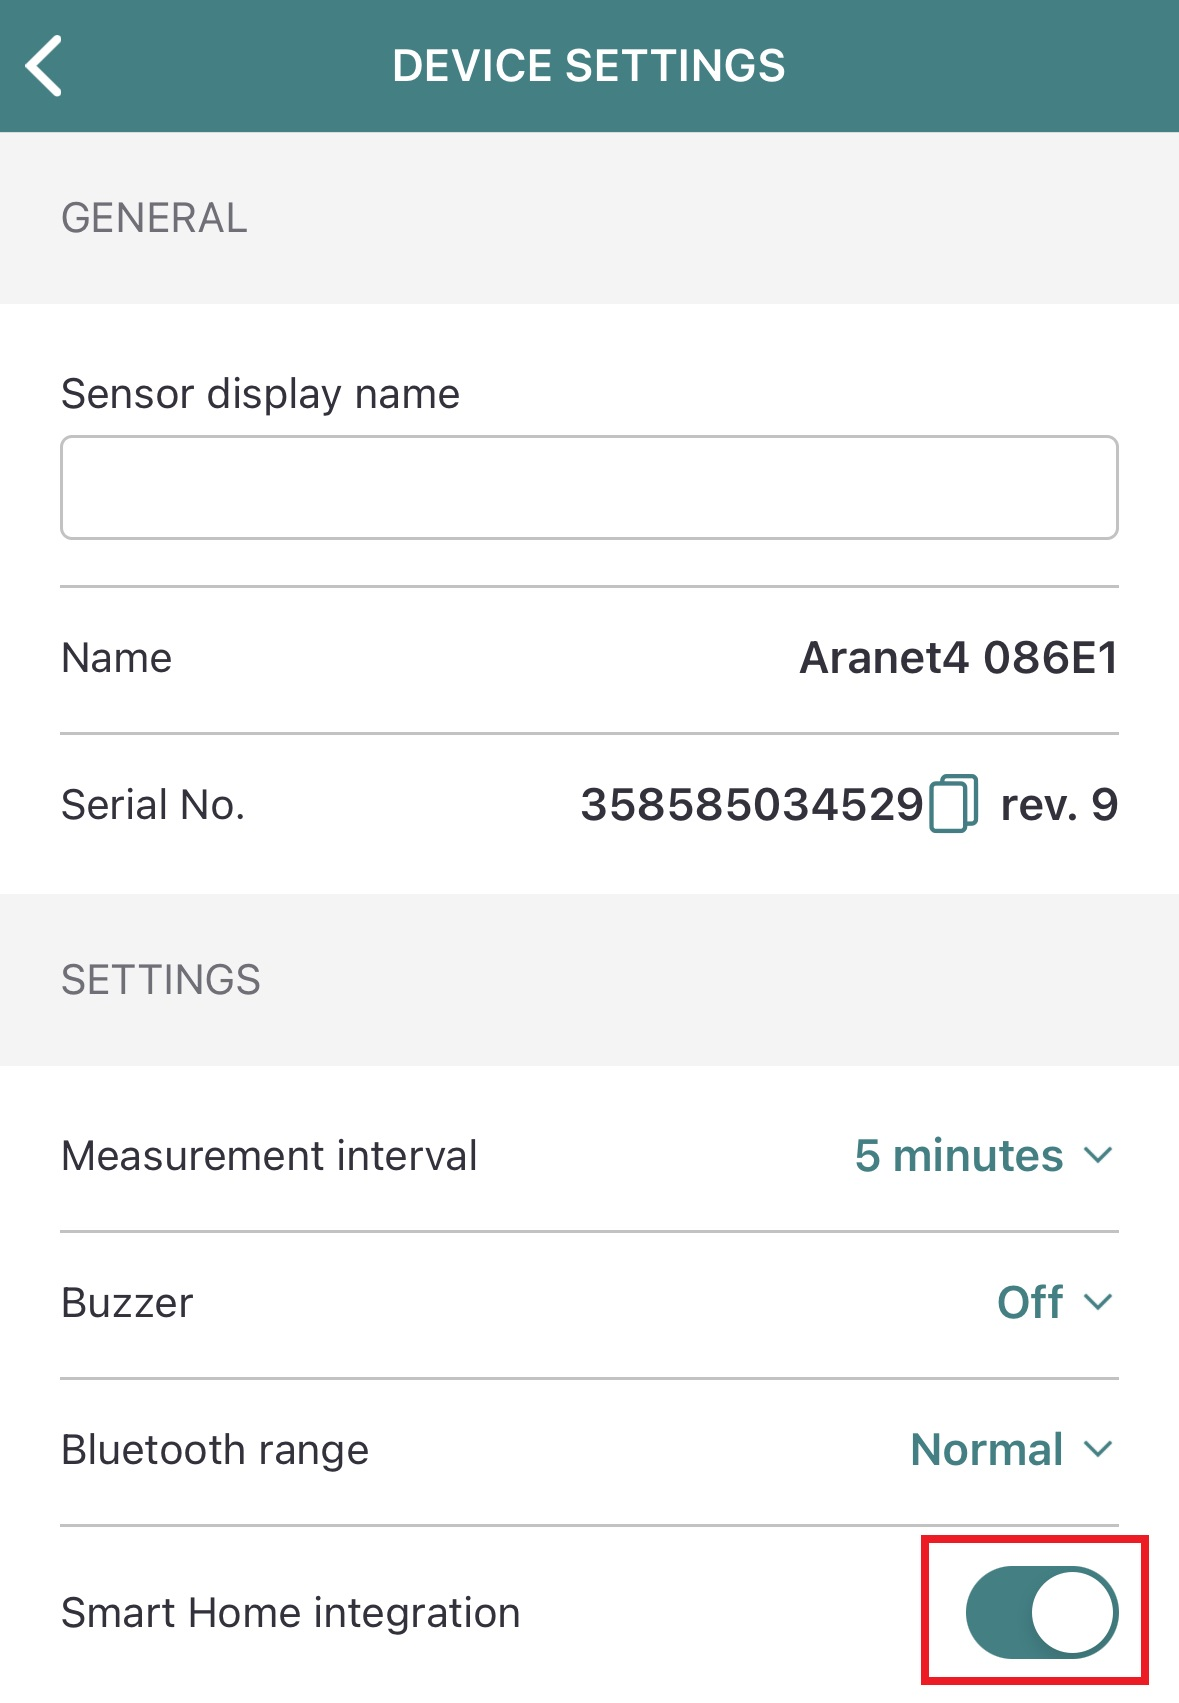 DEVICE SETTINGS
GENERAL
Sensor display name
Name Aranet4 086E1
Serial No. 358585034529 rev. 9
SETTINGS
Measurement interval 5 minutes
Buzzer Off
Bluetooth range Normal
Smart Home integration